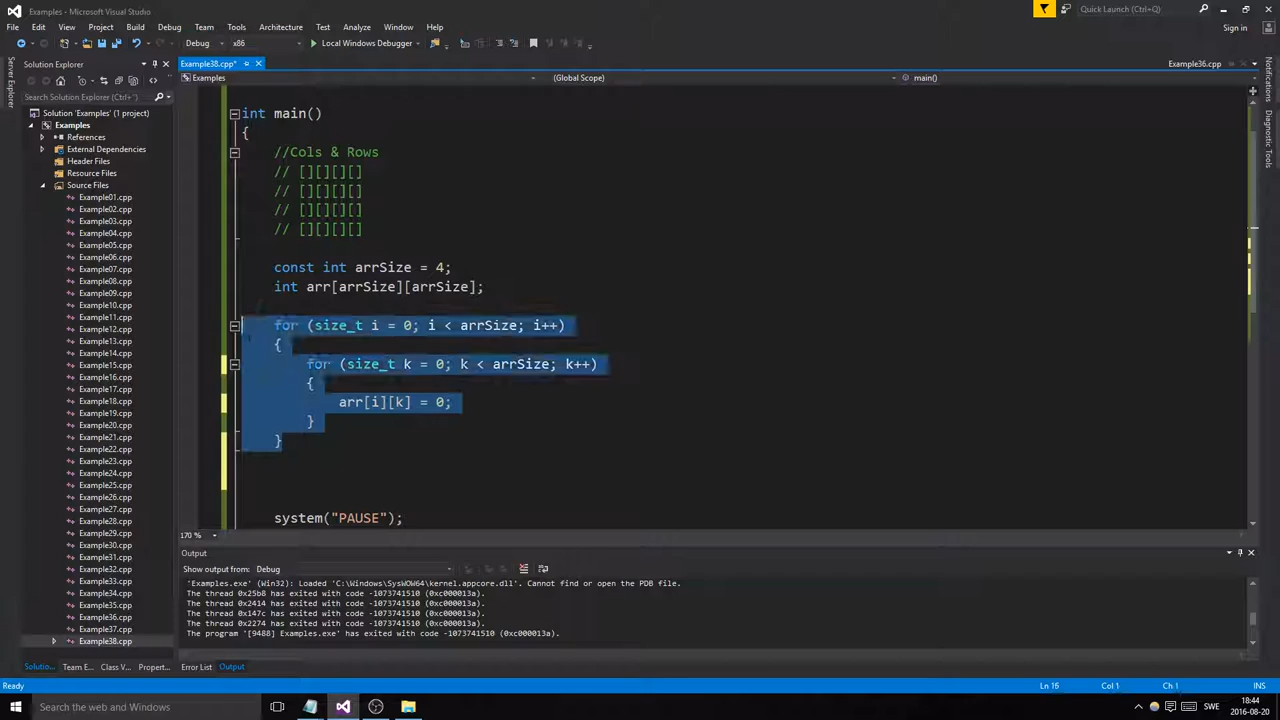 Examples - Microsoft Visual Studio
Quick Launch (Ctrl+Q)
File Edit View Project Build Debug Team Tools Architecture Test Analyze Window Help
Sign in
Debug x86 Local Windows Debugger
Server Explorer
Solution Explorer
Example38.cpp*
Example36.cpp
Examples (Global Scope) main()
Search Solution Explorer (Ctrl+
Solution 'Examples' (1 project)
Examples
References
External Dependencies
Header Files
Resource Files
Source Files
Example01.cpp
Example02.cpp
Example03.cpp
Example04.cpp
Example05.cpp
Example06.cpp
Example07.cpp
Example08.cpp
Example09.cpp
Example10.cpp
Example11.cpp
Example12.cpp
Example13.cpp
Example14.cpp
Example15.cpp
Example16.cpp
Example17.cpp
Example18.cpp
Example19.cpp
Example20.cpp
Example21.cpp
Example22.cpp
Example23.cpp
Example24.cpp
Example25.cpp
Example26.cpp
Example27.cpp
Example28.cpp
Example29.cpp
Example30.cpp
Example31.cpp
Example32.cpp
Example33.cpp
Example34.cpp
Example35.cpp
Example36.cpp
Example37.cpp
Example38.cpp
Solutio... Team E... Class V... Propert...
int main()
{
//Cols & Rows
// [][][][]
// [][][][]
// [][][][]
// [][][][]
const int arrSize = 4;
int arr[arrSize][arrSize];
for (size_t i = 0; i < arrSize; i++)
{
for (size_t k = 0; k < arrSize; k++)
{
arr[i][k] = 0;
}
}
system("PAUSE");
170 %
Notifications
Diagnostic Tools
Output
Show output from: Debug
'Examples.exe' (Win32): Loaded 'C:\Windows\SysWOW64\kernel.appcore.dll'. Cannot find or open the PDB file.
The thread 0x25b8 has exited with code -1073741510 (0xc000013a).
The thread 0x2414 has exited with code -1073741510 (0xc000013a).
The thread 0x147c has exited with code -1073741510 (0xc000013a).
The thread 0x2274 has exited with code -1073741510 (0xc000013a).
The program '[9488] Examples.exe' has exited with code -1073741510 (0xc000013a).
Error List Output
Ready Ln 16 Col 1 Ch 1 INS
Search the web and Windows
SWE
18:44
2016-08-20